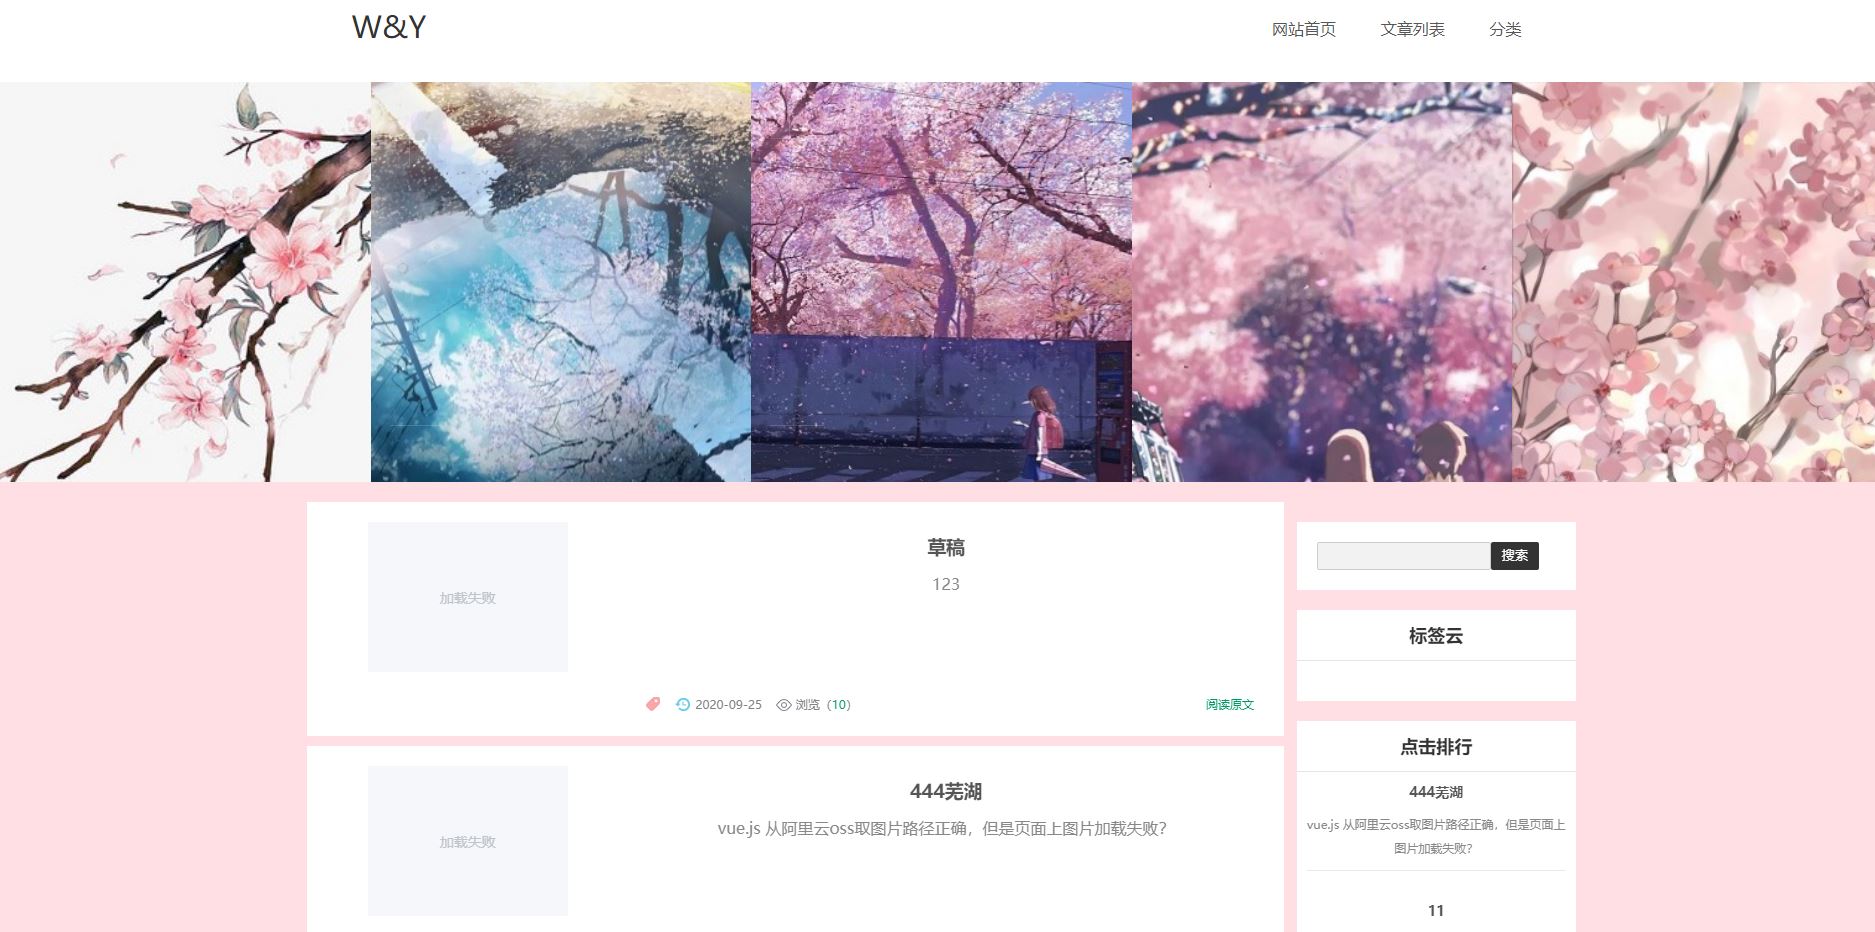 W&Y
网站首页
文章列表
分类
加载失败
草稿
123
2020-09-25
浏览（10）
阅读原文
加载失败
444芜湖
vue.js 从阿里云oss取图片路径正确，但是页面上图片加载失败？
搜索
标签云
点击排行
444芜湖
vue.js 从阿里云oss取图片路径正确，但是页面上
图片加载失败？
11